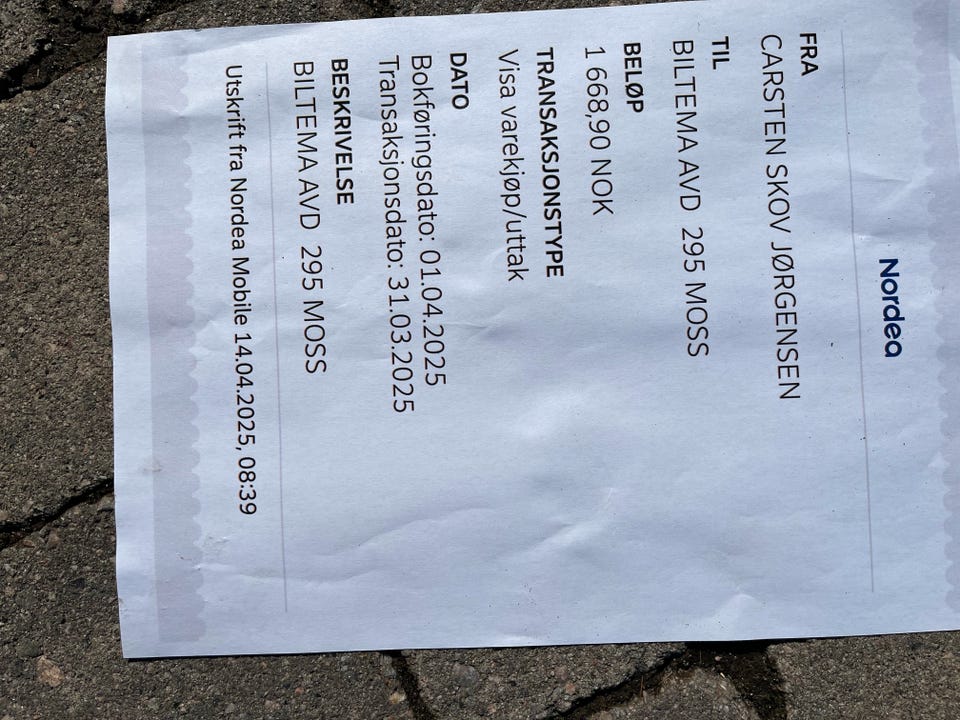 Nordea
FRA
CARSTEN SKOV JØRGENSEN
TIL
BILTEMA AVD 295 MOSS
BELØP
1 668,90 NOK
TRANSAKSJONSTYPE
Visa varekjøp/uttak
DATO
Bokføringsdato: 01.04.2025
Transaksjonsdato: 31.03.2025
BESKRIVELSE
BILTEMA AVD 295 MOSS
Utskrift fra Nordea Mobile 14.04.2025, 08:39